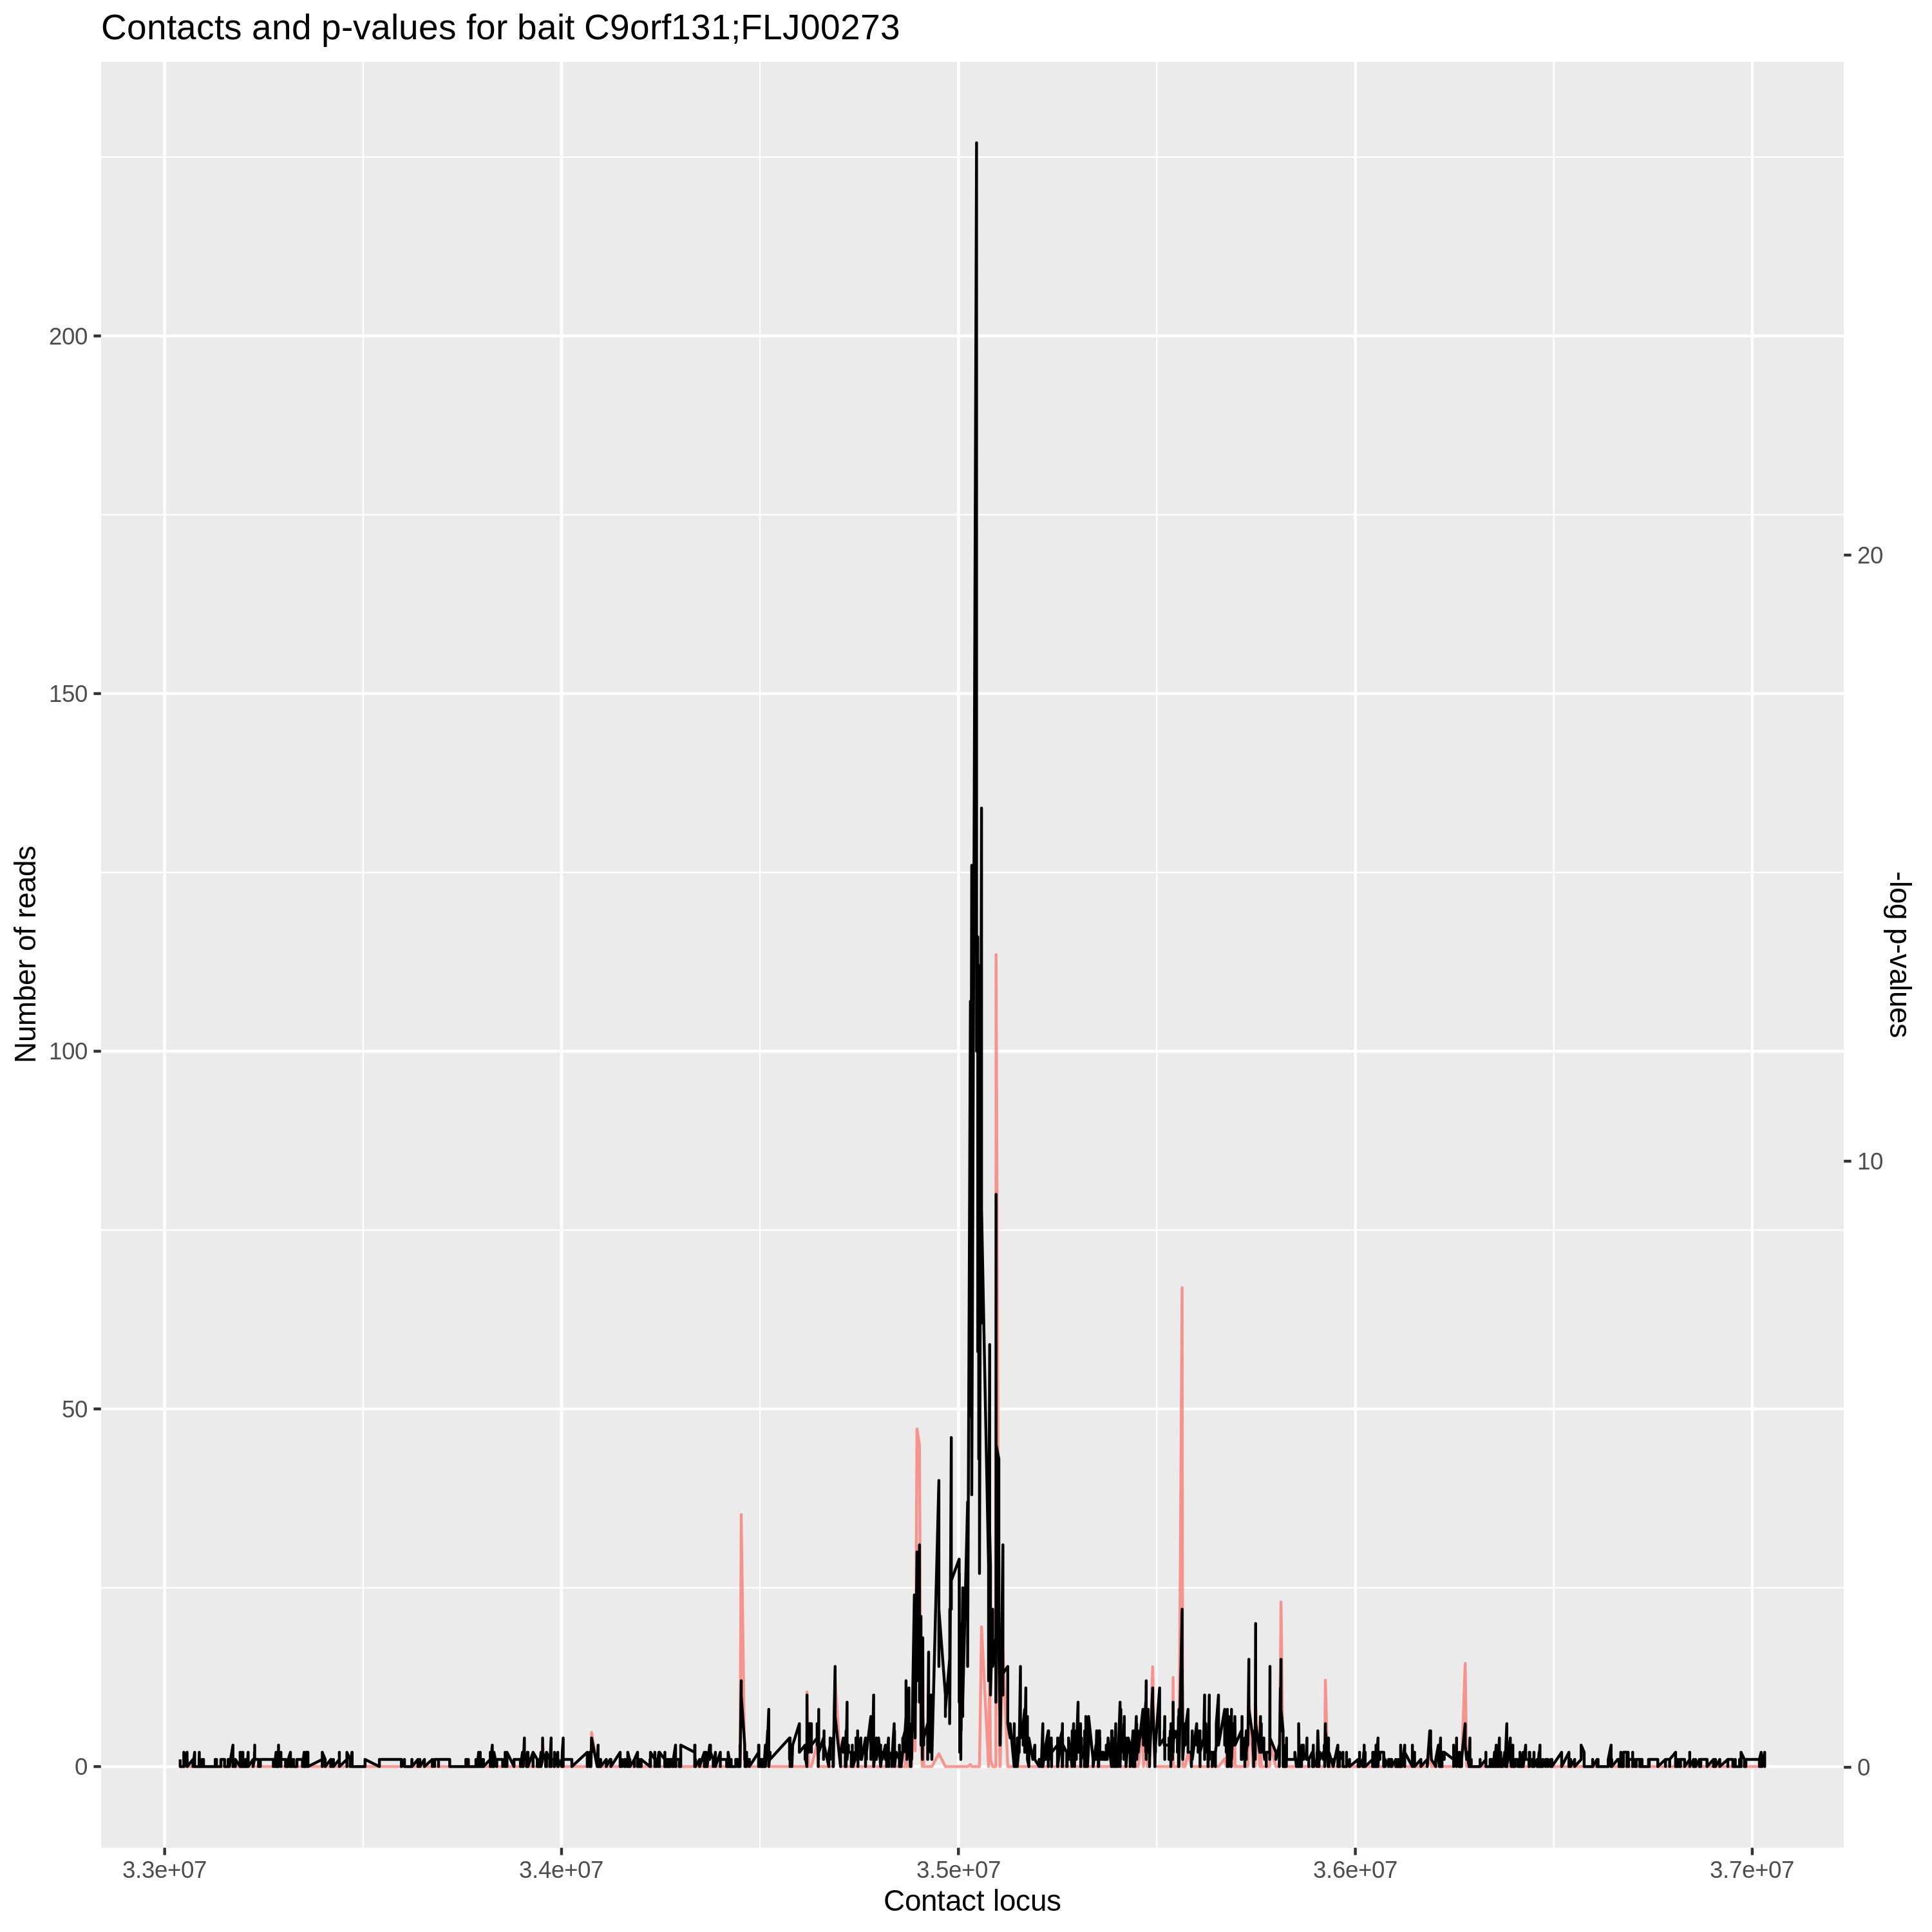 Contacts and p-values for bait C9orf131;FLJ00273
200
150
100
50
0
Number of reads
20
10
0
-log p-values
3.3e+07
3.4e+07
3.5e+07
3.6e+07
3.7e+07
Contact locus